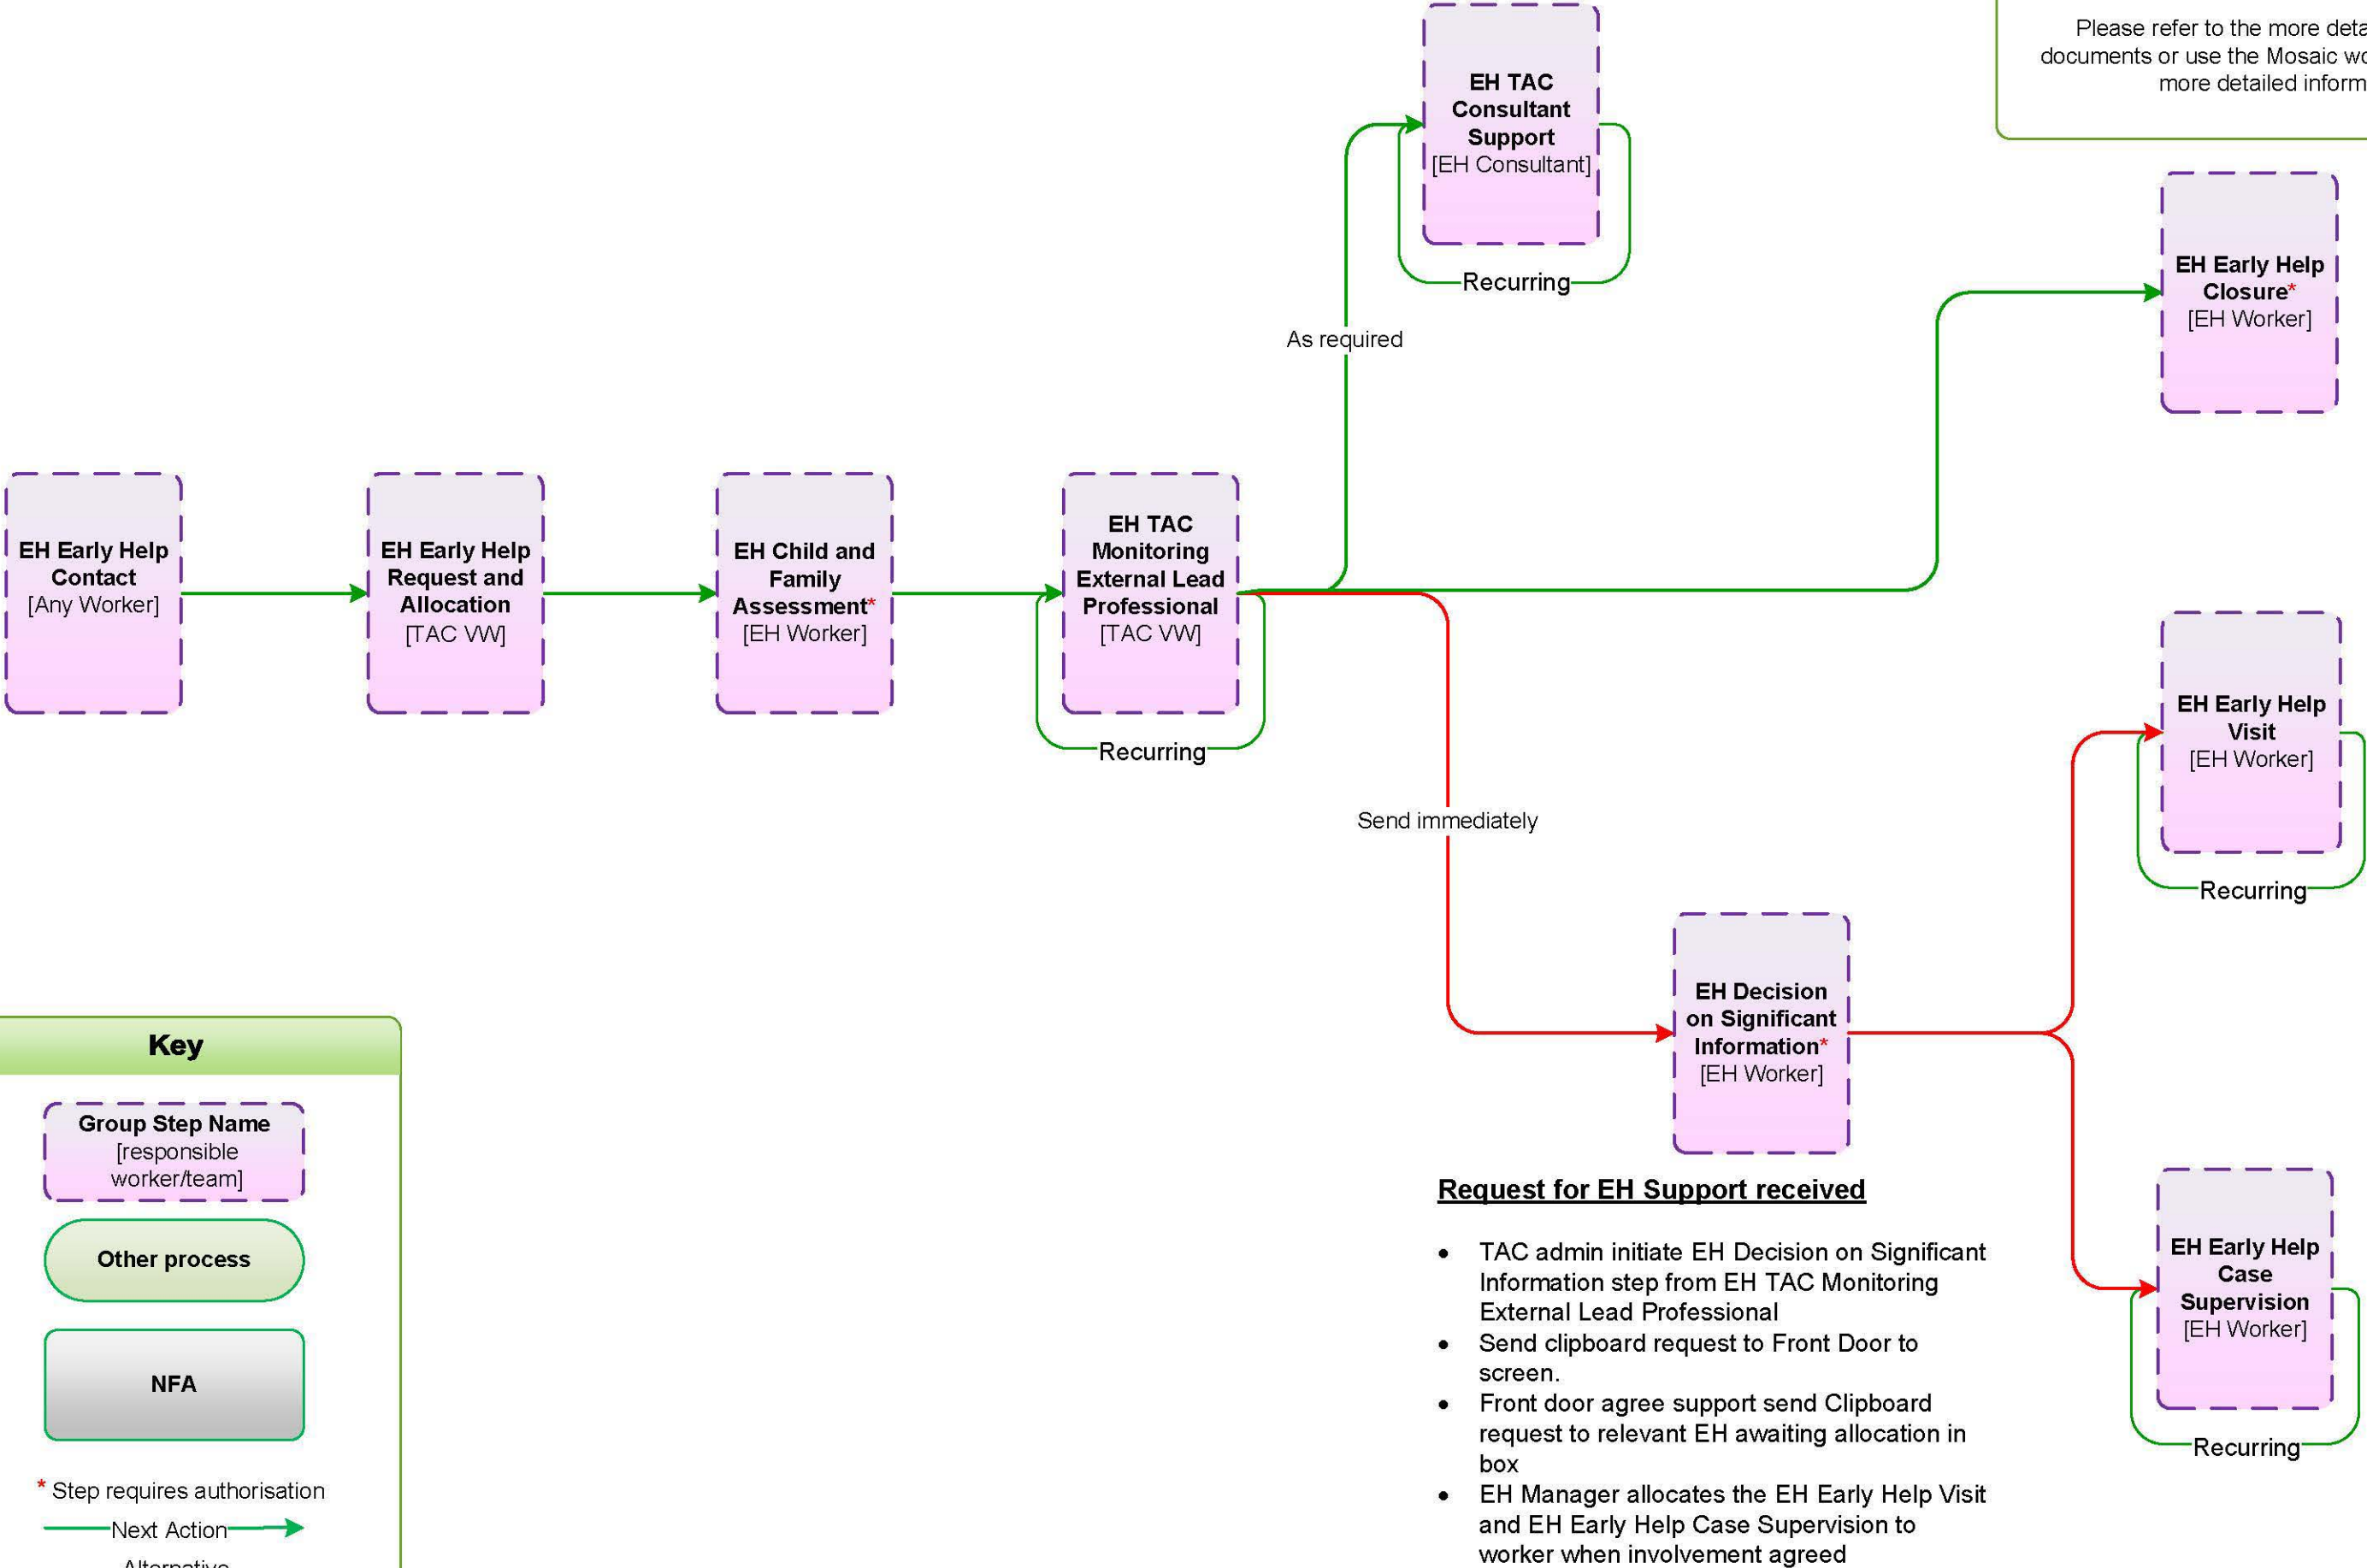 Please refer to the more
documents or use the Mosaic
more detailed
EH TAC
Consultant
Support
[EH Consultant]
Recurring
As required
EH Early Help
Closure*
[EH Worker]
EH Early Help
Contact
[Any Worker]
EH Early Help
Request and
Allocation
[TAC VW]
EH Child and
Family
Assessment*
[EH Worker]
EH TAC
Monitoring
External Lead
Professional
[TAC VW]
Recurring
Send immediately
EH Early Help
Visit
[EH Worker]
Recurring
EH Decision
on Significant
Information*
[EH Worker]
EH Early Help
Case
Supervision
[EH Worker]
Recurring
Request for EH Support received
• TAC admin initiate EH Decision on Significant
Information step from EH TAC Monitoring
External Lead Professional
• Send clipboard request to Front Door to
screen.
• Front door agree support send Clipboard
request to relevant EH awaiting allocation in
box
• EH Manager allocates the EH Early Help Visit
and EH Early Help Case Supervision to
worker when involvement agreed
Key
Group Step Name
[responsible
worker/team]
Other process
NFA
* Step requires authorisation
Next Action
Alternative